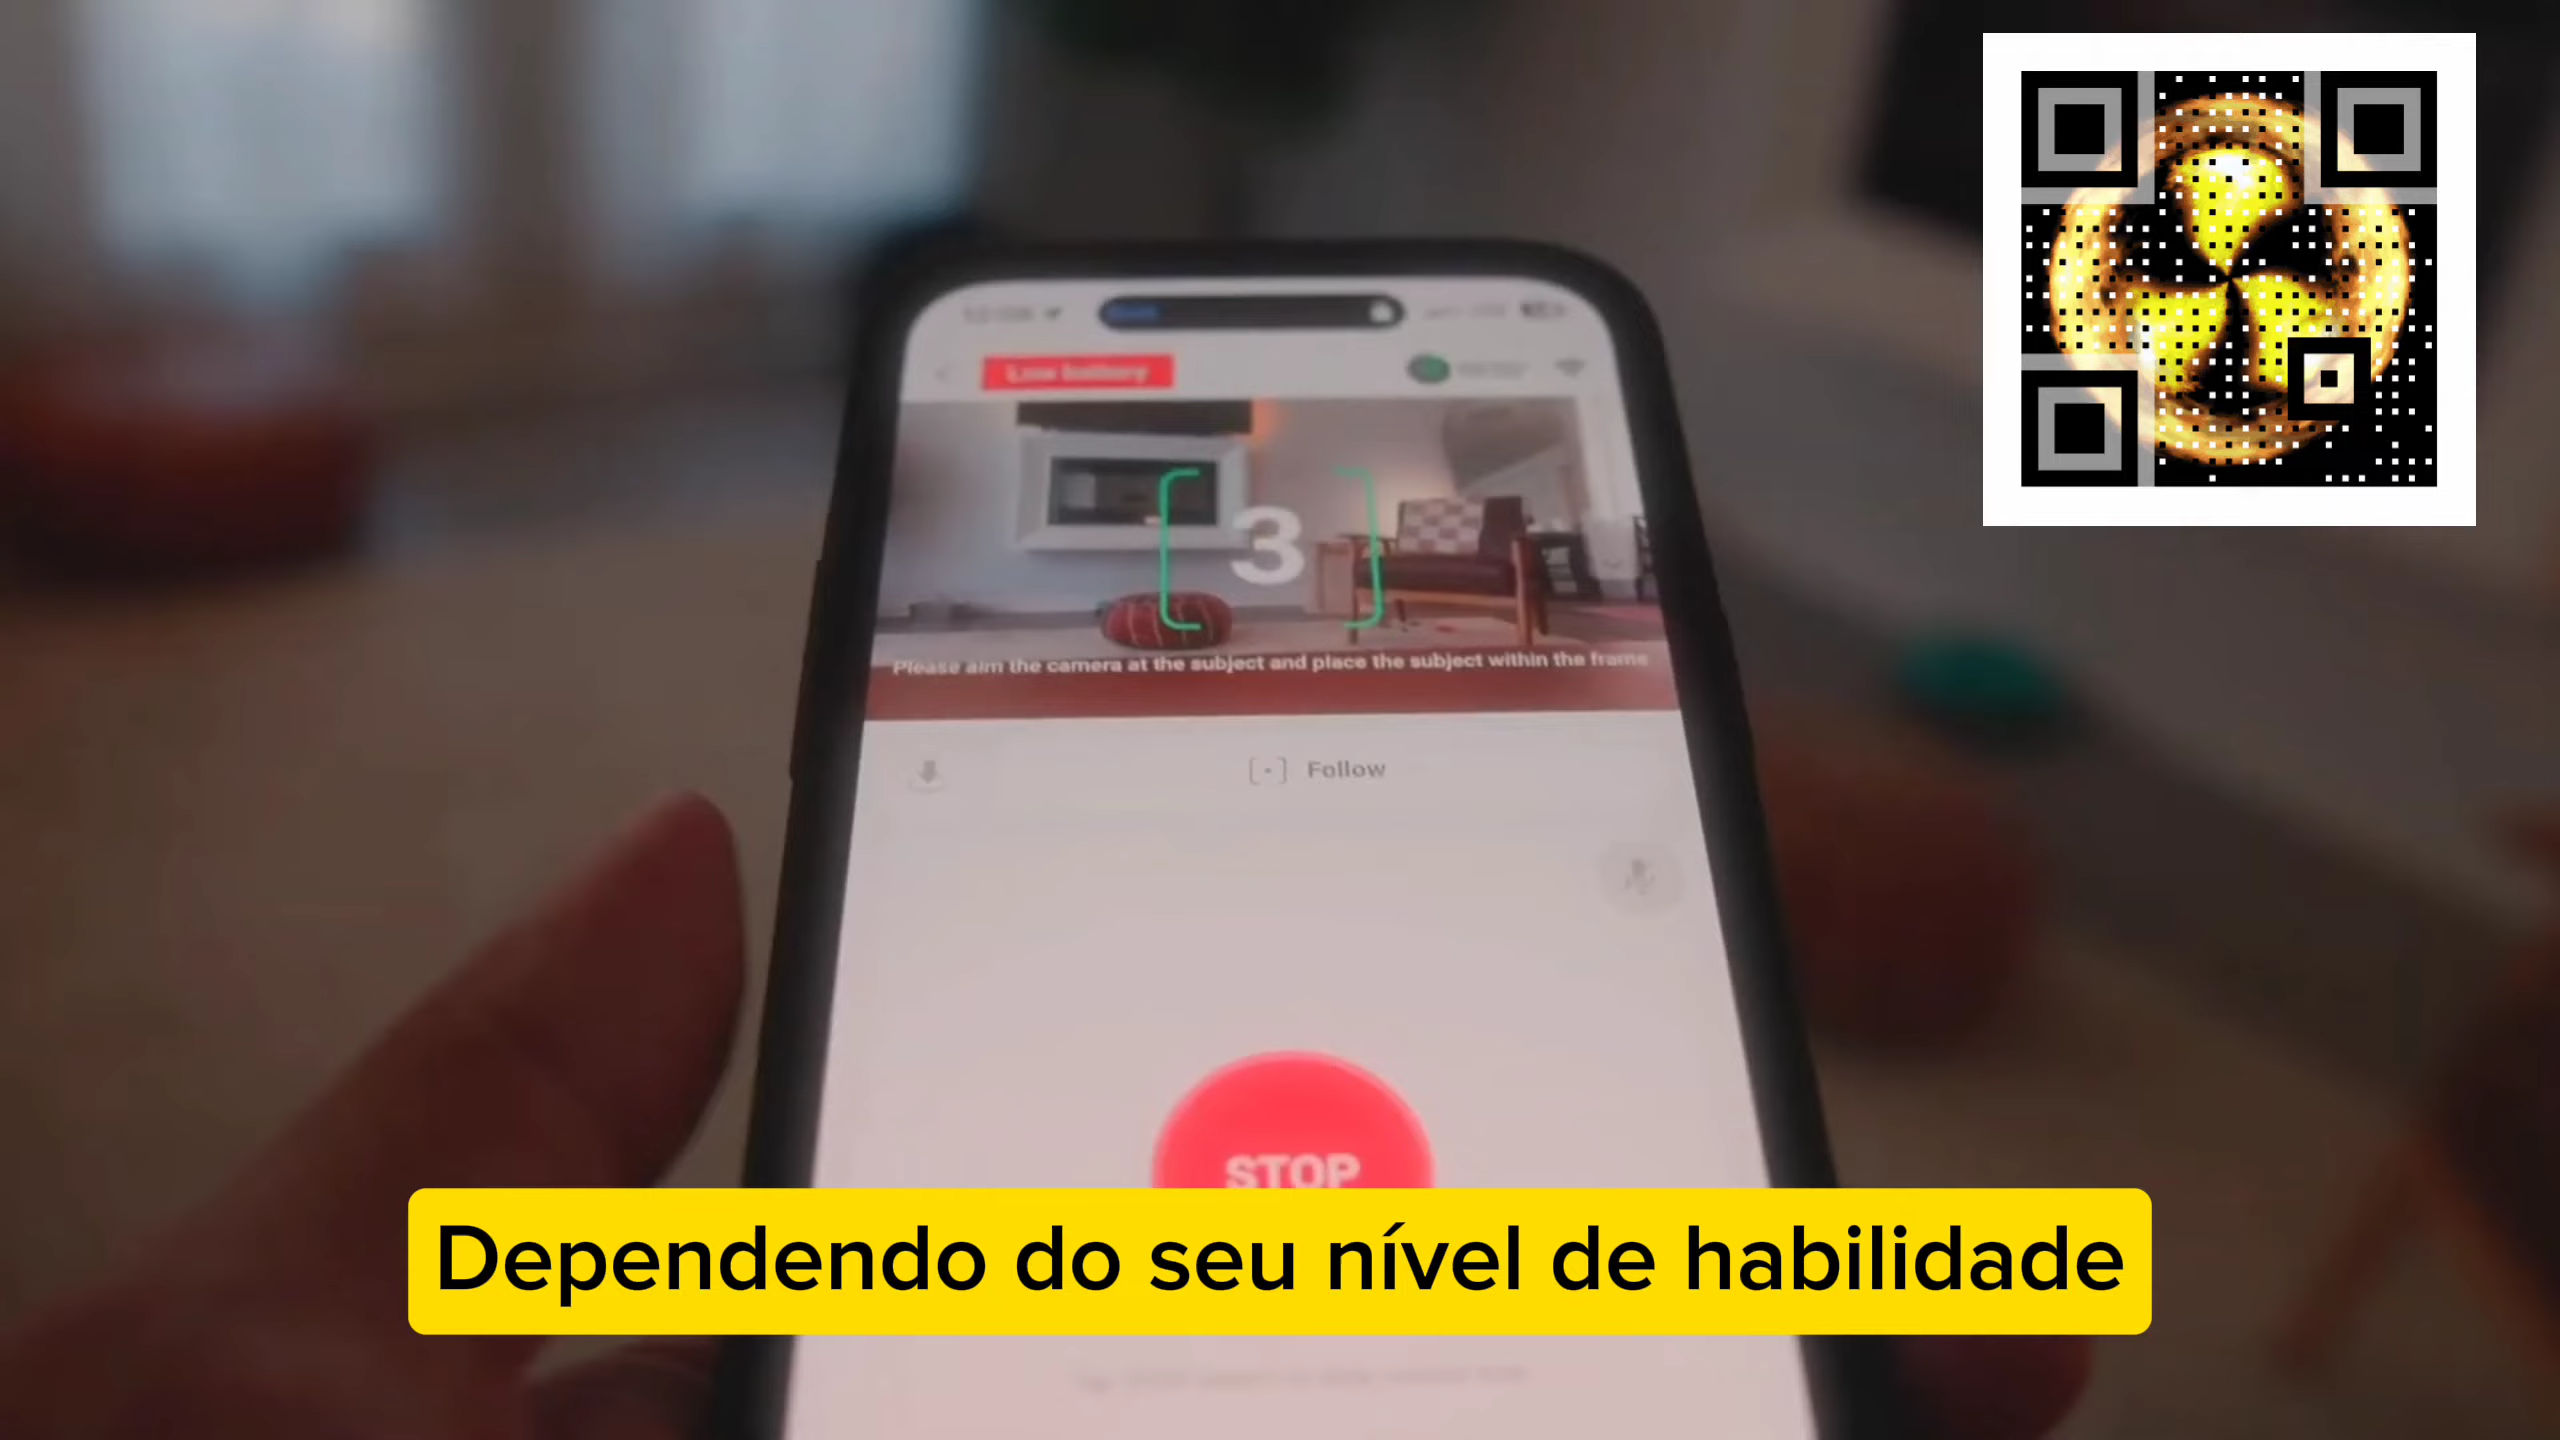 Low battery
3
Please aim the camera at the subject and place the subject within the frame
Follow
STOP
Dependendo do seu nível de habilidade